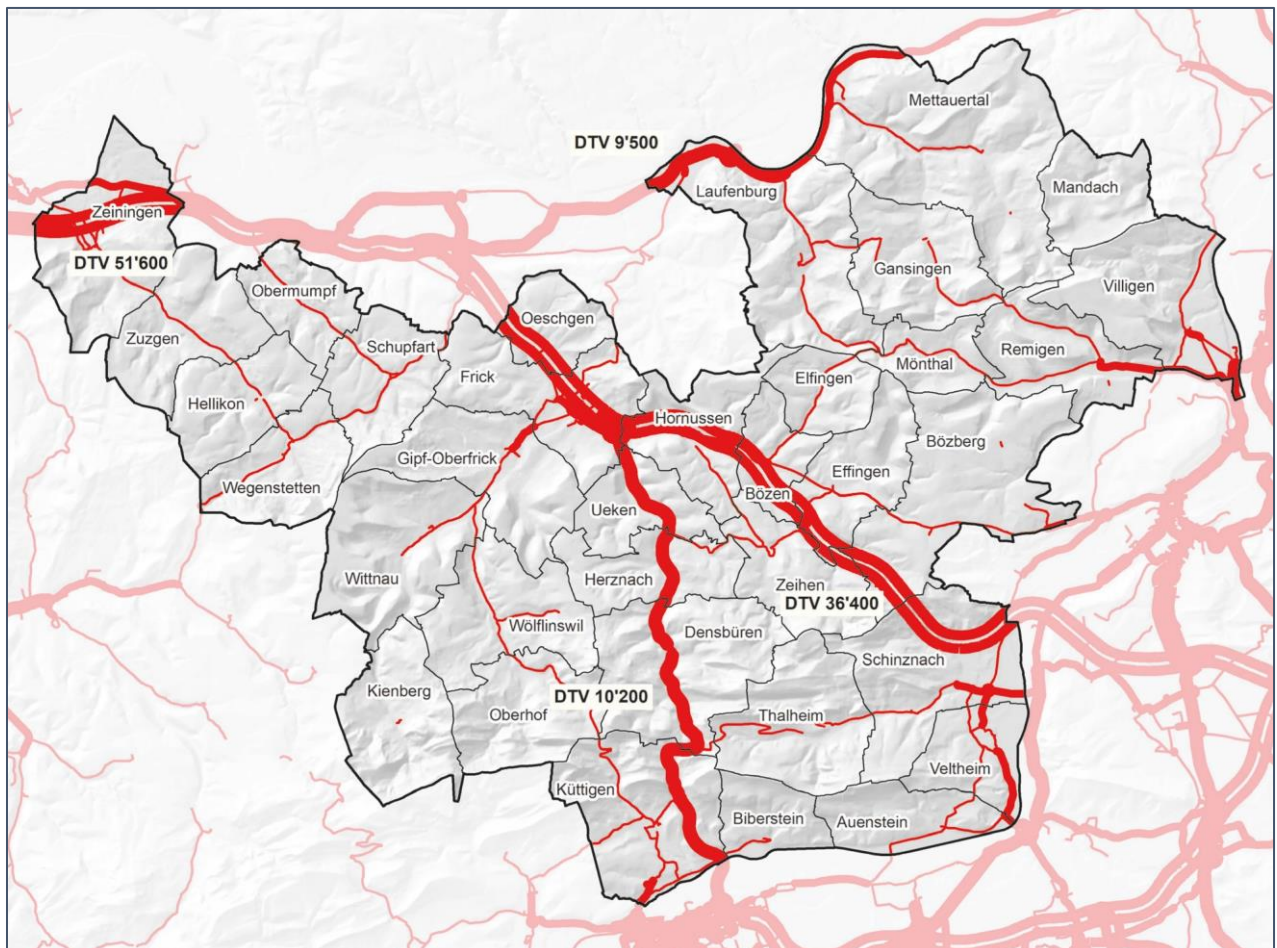 Mettauertal
DTV 9'500
Mandach
Laufenburg
Zeiningen
DTV 51'600
Gansingen
Villigen
Obermumpf
Oeschgen
Zuzgen
Schupfart
Remigen
Mönthal
Frick
Elfingen
Hellikon
Hornussen
Bözberg
Gipf-Oberfrick
Effingen
Wegenstetten
Bözen
Ueken
Wittnau
Herznach
Zeihen
DTV 36'400
Wölflinswil
Densbüren
Schinznach
Kienberg
DTV 10'200
Oberhof
Thalheim
Veltheim
Küttigen
Biberstein
Auenstein